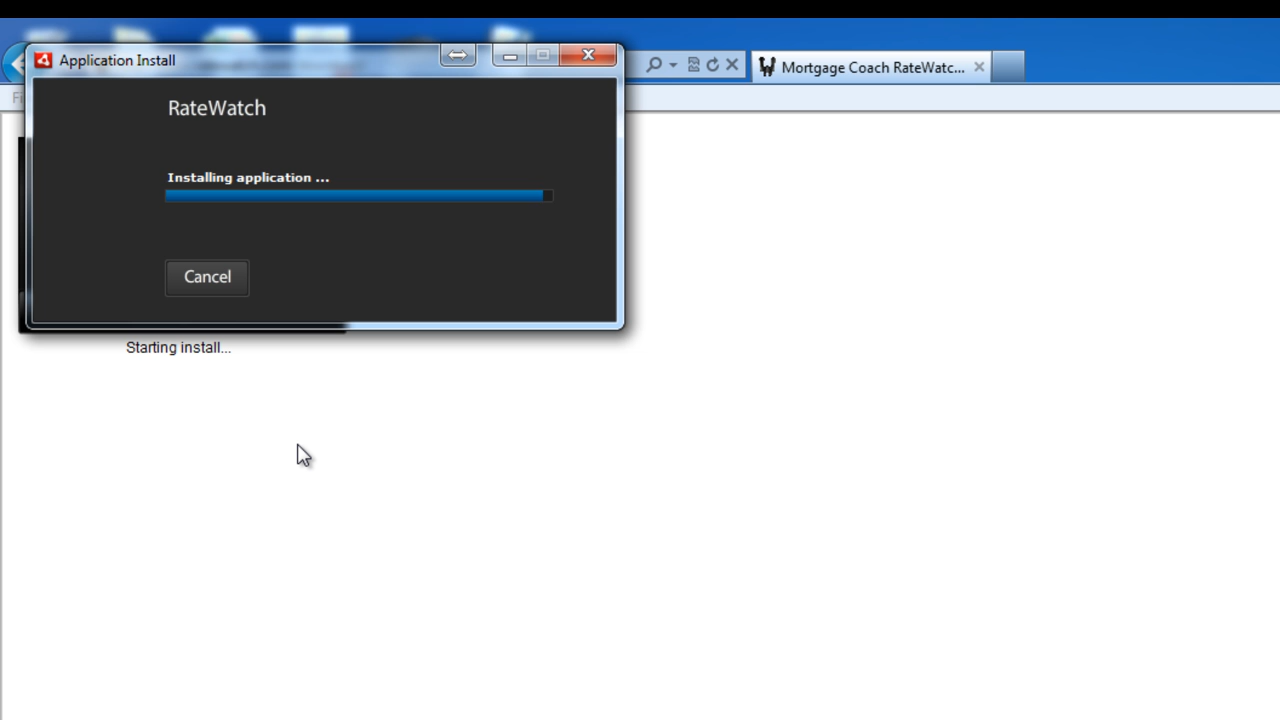 Application Install
Mortgage Coach RateWatc...
RateWatch
Installing application ...
Cancel
Starting install...